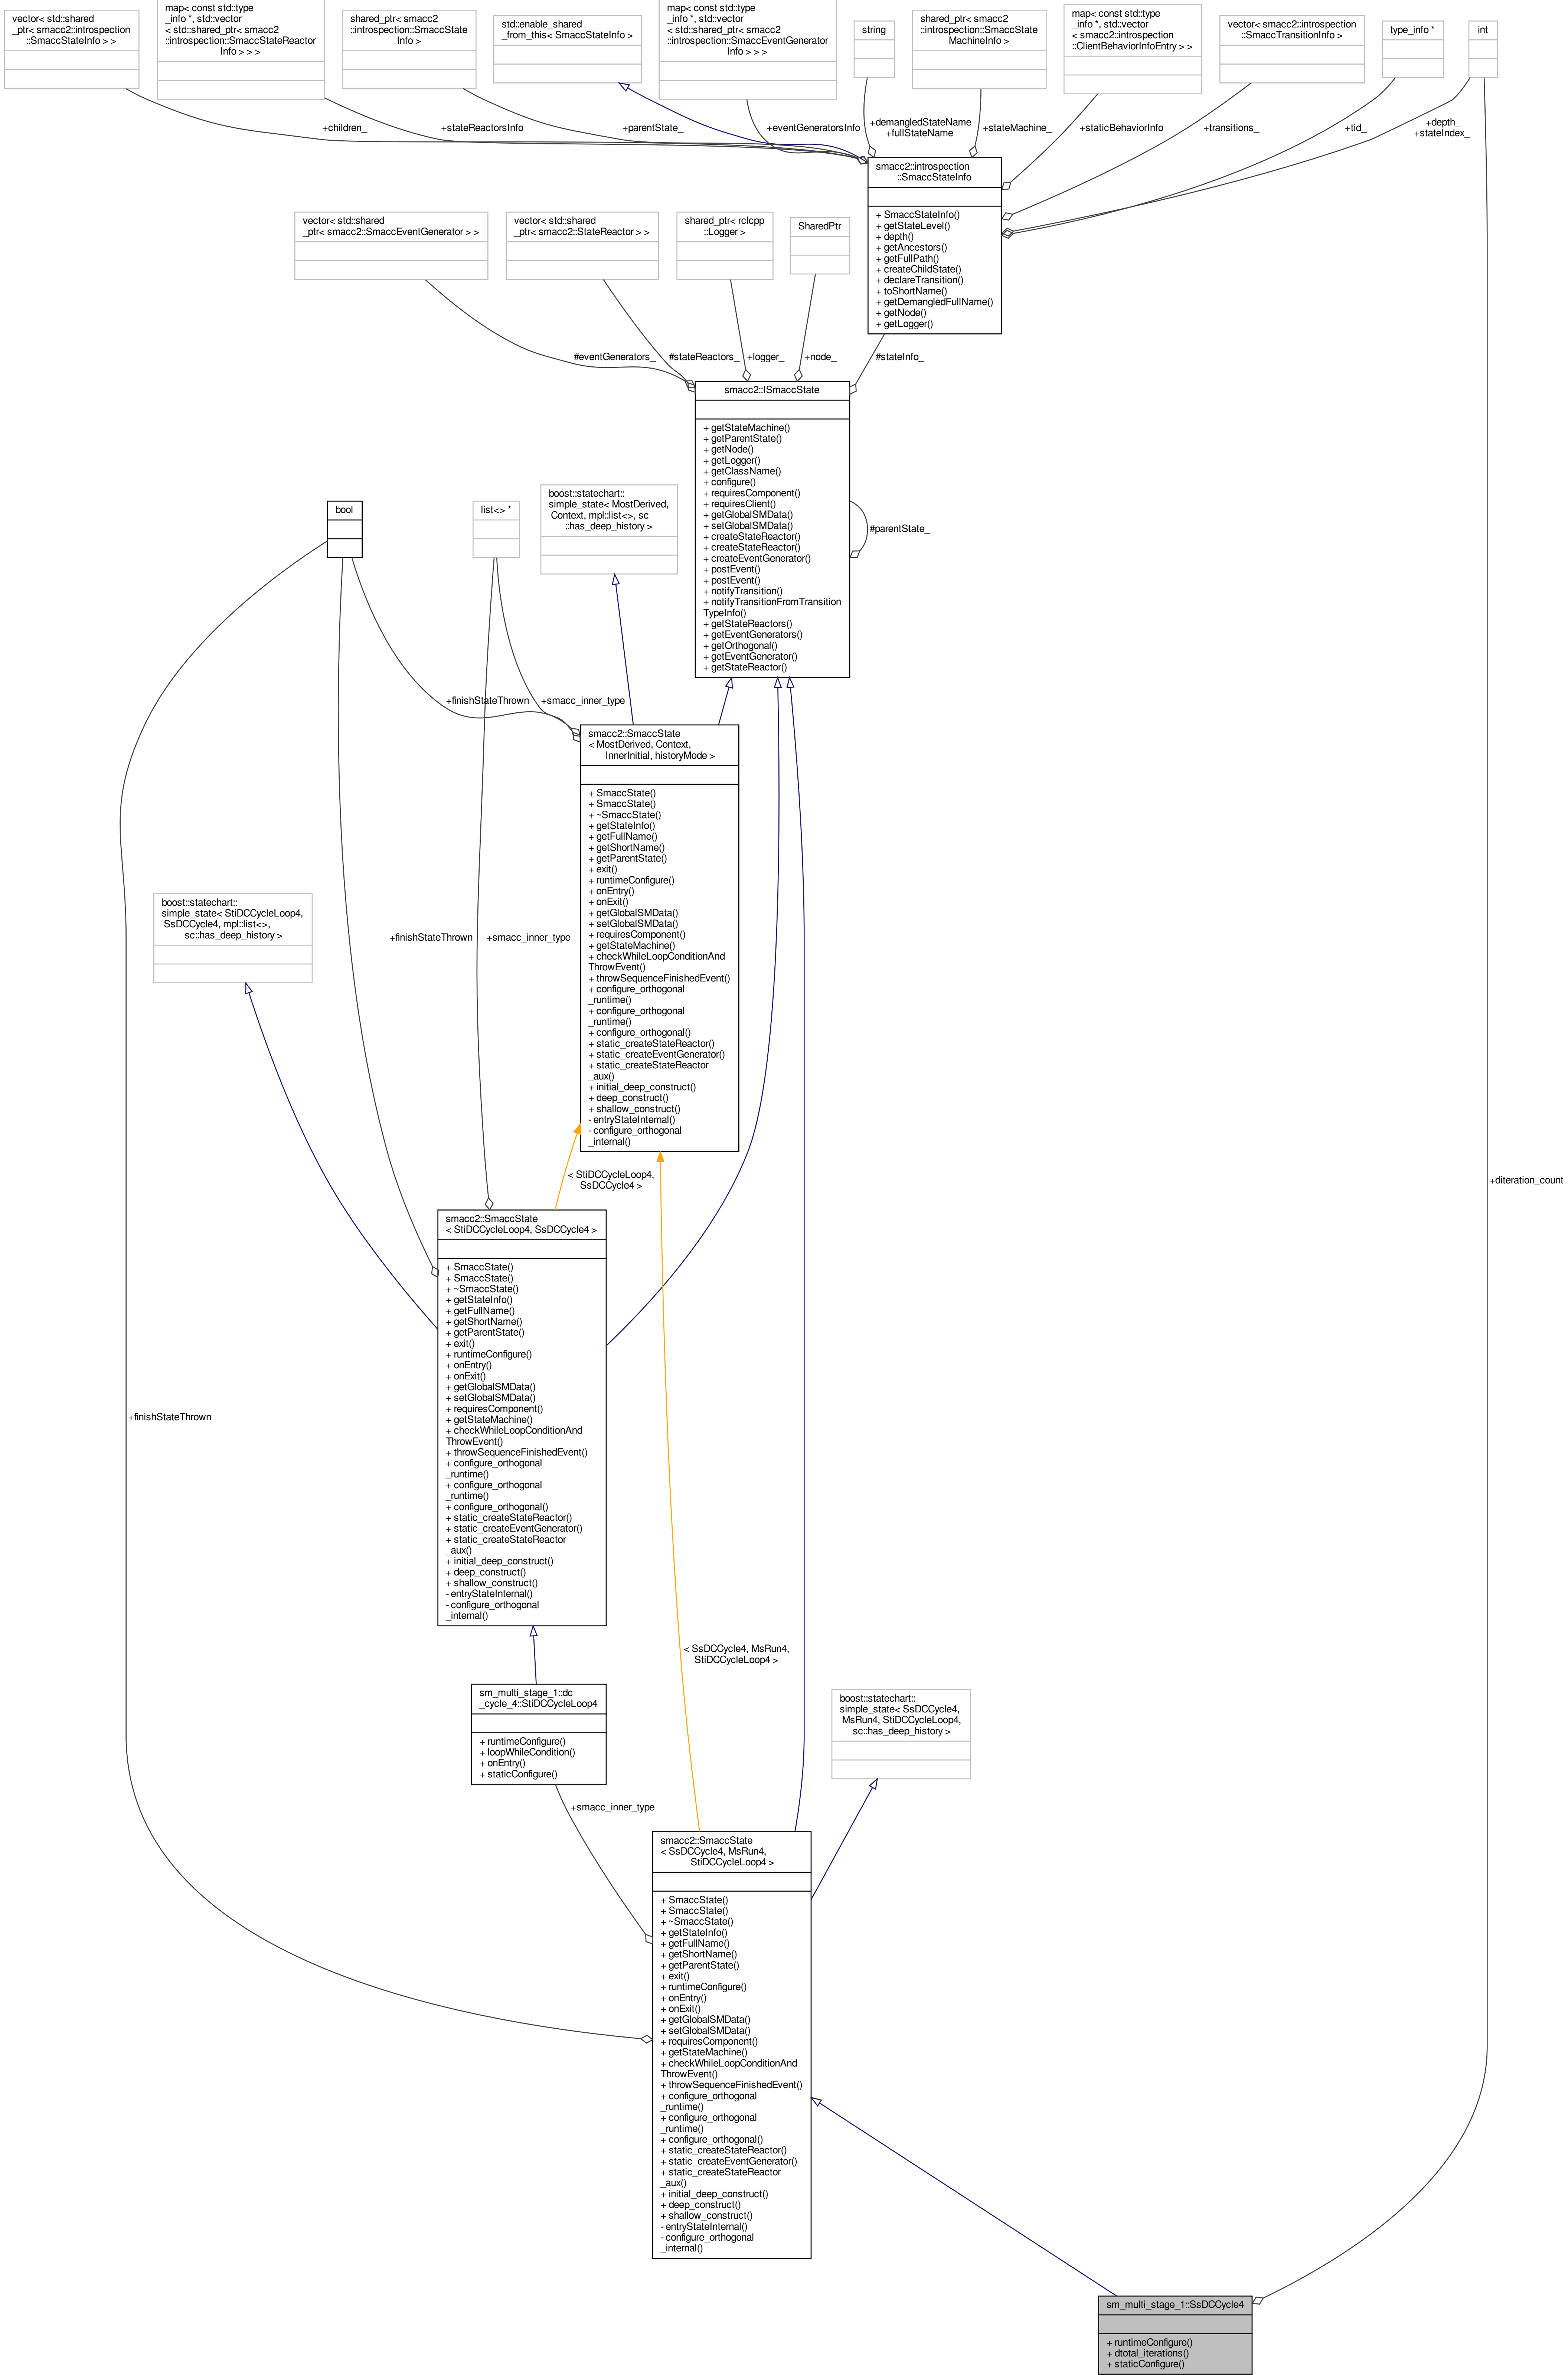 vector< std::shared
_ptr< smacc2::introspection
::SmaccStateInfo > >
map< const std::type
_info *, std::vector
< std::shared_ptr< smacc2
::introspection::SmaccStateReactor
Info > > >
shared_ptr< smacc2
::introspection::SmaccState
Info >
std::enable_shared
_from_this< SmaccStateInfo >
map< const std::type
_info *, std::vector
< std::shared_ptr< smacc2
::introspection::SmaccEventGenerator
Info > > >
string
shared_ptr< smacc2
::introspection::SmaccState
MachineInfo >
map< const std::type
_info *, std::vector
< smacc2::introspection
::ClientBehaviorInfoEntry > >
vector< smacc2::introspection
::SmaccTransitionInfo >
type_info *
int
+children_
+stateReactorsInfo
+parentState_
+eventGeneratorsInfo
+demangledStateName
+fullStateName
+stateMachine_
+staticBehaviorInfo
+transitions_
+tid_
+depth_
+stateIndex_
smacc2::introspection
::SmaccStateInfo
+ SmaccStateInfo()
+ getStateLevel()
+ depth()
+ getAncestors()
+ getFullPath()
+ createChildState()
+ declareTransition()
+ toShortName()
+ getDemangledFullName()
+ getNode()
+ getLogger()
vector< std::shared
_ptr< smacc2::SmaccEventGenerator > >
vector< std::shared
_ptr< smacc2::StateReactor > >
shared_ptr< rclcpp
::Logger >
SharedPtr
#eventGenerators_
#stateReactors_
+logger_
+node_
#stateInfo_
smacc2::ISmaccState
+ getStateMachine()
+ getParentState()
+ getNode()
+ getLogger()
+ getClassName()
+ configure()
+ requiresComponent()
+ requiresClient()
+ getGlobalSMData()
+ setGlobalSMData()
+ createStateReactor()
+ createStateReactor()
+ createEventGenerator()
+ postEvent()
+ postEvent()
+ notifyTransition()
+ notifyTransitionFromTransition
TypeInfo()
+ getStateReactors()
+ getEventGenerators()
+ getOrthogonal()
+ getEventGenerator()
+ getStateReactor()
#parentState_
bool
list<> *
boost::statechart::
simple_state< MostDerived,
Context, mpl::list<>, sc
::has_deep_history >
+finishStateThrown
+smacc_inner_type
smacc2::SmaccState
< MostDerived, Context,
InnerInitial, historyMode >
+ SmaccState()
+ SmaccState()
+ ~SmaccState()
+ getStateInfo()
+ getFullName()
+ getShortName()
+ getParentState()
+ exit()
+ runtimeConfigure()
+ onEntry()
+ onExit()
+ getGlobalSMData()
+ setGlobalSMData()
+ requiresComponent()
+ getStateMachine()
+ checkWhileLoopConditionAnd
ThrowEvent()
+ throwSequenceFinishedEvent()
+ configure_orthogonal
_runtime()
+ configure_orthogonal
_runtime()
+ configure_orthogonal()
+ static_createStateReactor()
+ static_createEventGenerator()
+ static_createStateReactor
_aux()
+ initial_deep_construct()
+ deep_construct()
+ shallow_construct()
- entryStateInternal()
- configure_orthogonal
_internal()
boost::statechart::
simple_state< StiDCCycleLoop4,
SsDCCycle4, mpl::list<>,
sc::has_deep_history >
+finishStateThrown
+smacc_inner_type
< StiDCCycleLoop4,
SsDCCycle4 >
+diteration_count
smacc2::SmaccState
< StiDCCycleLoop4, SsDCCycle4 >
+ SmaccState()
+ SmaccState()
+ ~SmaccState()
+ getStateInfo()
+ getFullName()
+ getShortName()
+ getParentState()
+ exit()
+ runtimeConfigure()
+ onEntry()
+ onExit()
+ getGlobalSMData()
+ setGlobalSMData()
+ requiresComponent()
+ getStateMachine()
+ checkWhileLoopConditionAnd
ThrowEvent()
+ throwSequenceFinishedEvent()
+ configure_orthogonal
_runtime()
+ configure_orthogonal
_runtime()
+ configure_orthogonal()
+ static_createStateReactor()
+ static_createEventGenerator()
+ static_createStateReactor
_aux()
+ initial_deep_construct()
+ deep_construct()
+ shallow_construct()
- entryStateInternal()
- configure_orthogonal
_internal()
+finishStateThrown
< SsDCCycle4, MsRun4,
StiDCCycleLoop4 >
sm_multi_stage_1::dc
_cycle_4::StiDCCycleLoop4
+ runtimeConfigure()
+ loopWhileCondition()
+ onEntry()
+ staticConfigure()
boost::statechart::
simple_state< SsDCCycle4,
MsRun4, StiDCCycleLoop4,
sc::has_deep_history >
+smacc_inner_type
smacc2::SmaccState
< SsDCCycle4, MsRun4,
StiDCCycleLoop4 >
+ SmaccState()
+ SmaccState()
+ ~SmaccState()
+ getStateInfo()
+ getFullName()
+ getShortName()
+ getParentState()
+ exit()
+ runtimeConfigure()
+ onEntry()
+ onExit()
+ getGlobalSMData()
+ setGlobalSMData()
+ requiresComponent()
+ getStateMachine()
+ checkWhileLoopConditionAnd
ThrowEvent()
+ throwSequenceFinishedEvent()
+ configure_orthogonal
_runtime()
+ configure_orthogonal
_runtime()
+ configure_orthogonal()
+ static_createStateReactor()
+ static_createEventGenerator()
+ static_createStateReactor
_aux()
+ initial_deep_construct()
+ deep_construct()
+ shallow_construct()
- entryStateInternal()
- configure_orthogonal
_internal()
sm_multi_stage_1::SsDCCycle4
+ runtimeConfigure()
+ dtotal_iterations()
+ staticConfigure()